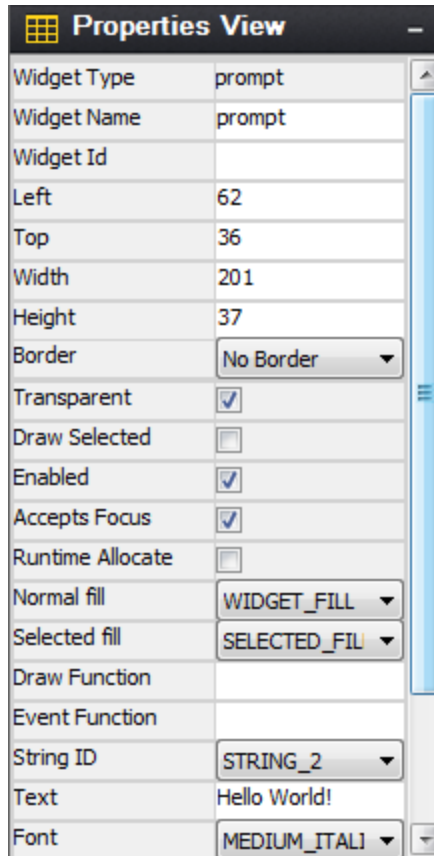 Properties View
Widget Type prompt
Widget Name prompt
Widget Id
Left 62
Top 36
Width 201
Height 37
Border No Border
Transparent
Draw Selected
Enabled
Accepts Focus
Runtime Allocate
Normal fill WIDGET_FILL
Selected fill SELECTED_FIL
Draw Function
Event Function
String ID STRING_2
Text Hello World!
Font MEDIUM_ITALI